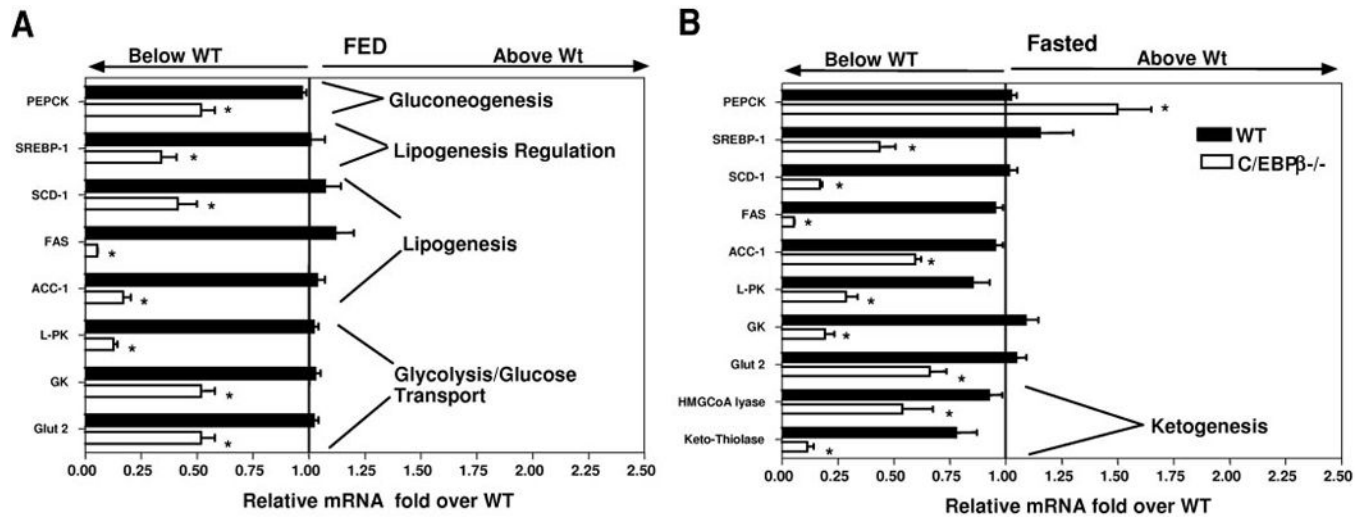 A
Below WT
FED
Above Wt
PEPCK
SREBP-1
SCD-1
FAS
ACC-1
L-PK
GK
Glut 2
*
*
*
*
*
*
*
*
Gluconeogenesis
Lipogenesis Regulation
Lipogenesis
Glycolysis/Glucose
Transport
0.00 0.25 0.50 0.75 1.00 1.25 1.50 1.75 2.00 2.25 2.50
Relative mRNA fold over WT
B
Below WT
Fasted
Above Wt
PEPCK
SREBP-1
SCD-1
FAS
ACC-1
L-PK
GK
Glut 2
HMGCoA lyase
Keto-Thiolase
*
*
*
*
*
*
*
*
*
*
WT
C/EBPβ-/-
Ketogenesis
0.00 0.25 0.50 0.75 1.00 1.25 1.50 1.75 2.00 2.25 2.50
Relative mRNA fold over WT